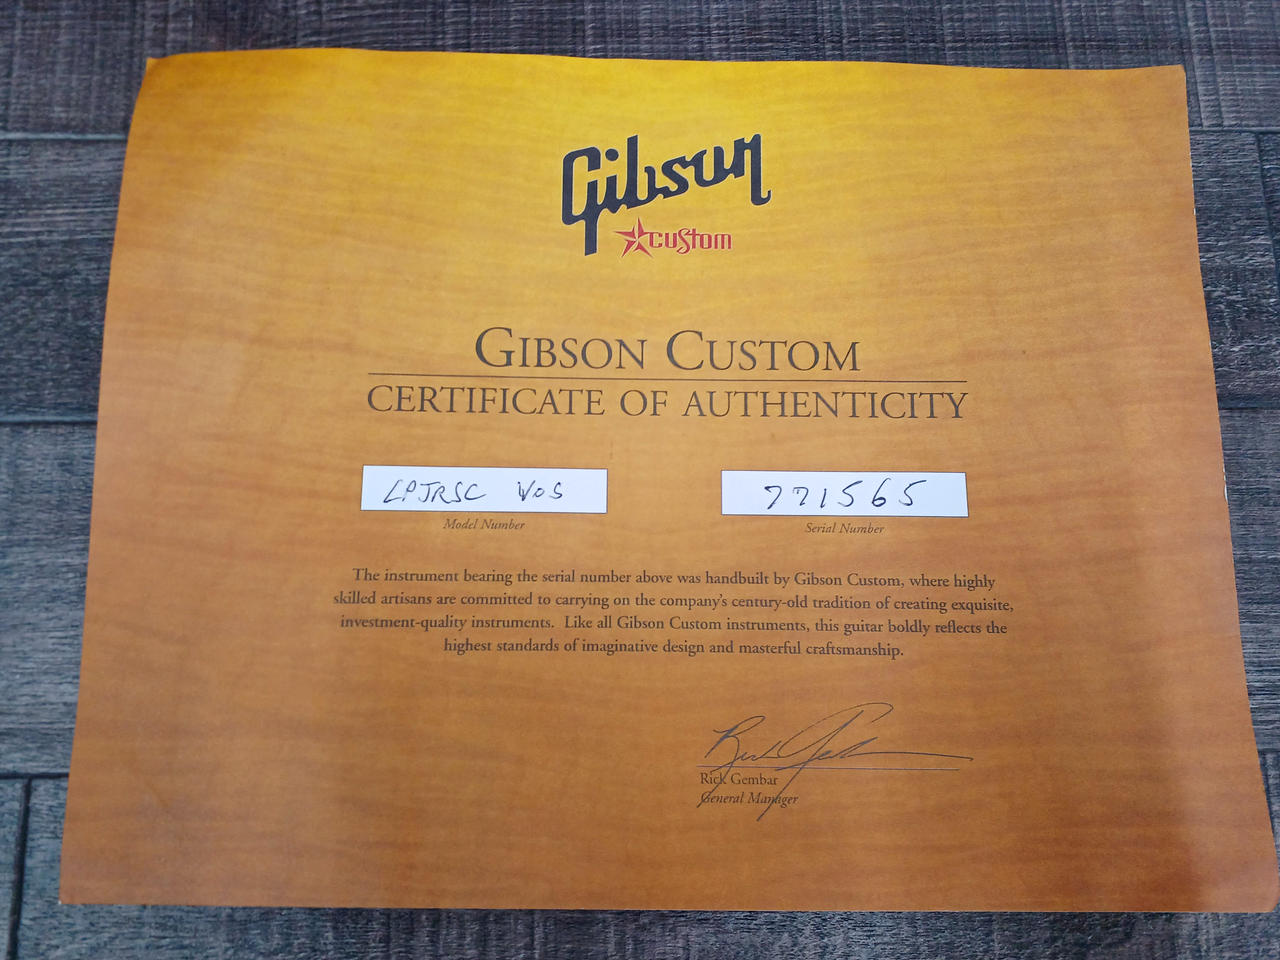 Gibson
custom
GIBSON CUSTOM
CERTIFICATE OF AUTHENTICITY
LPJRSC VOS
771565
Model Number
Serial Number
The instrument bearing the serial number above was handbuilt by Gibson Custom, where highly
skilled artisans are committed to carrying on the company's century-old tradition of creating exquisite,
investment-quality instruments. Like all Gibson Custom instruments, this guitar boldly reflects the
highest standards of imaginative design and masterful craftsmanship.
Rick Gembar
General Manager